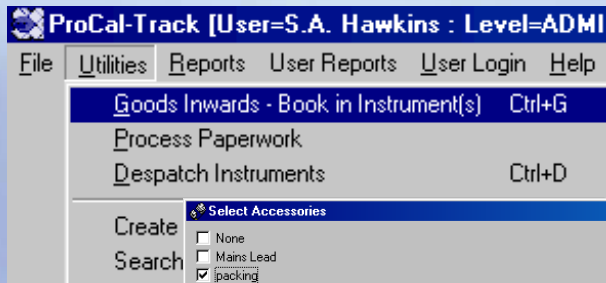 ProCal-Track [User=S.A. Hawkins : Level=ADMI
File Utilities Reports User Reports User Login Help
Goods Inwards - Book in Instrument(s) Ctrl+G
Process Paperwork
Despatch Instruments Ctrl+D
Create
Search
Select Accessories
None
Mains Lead
packing